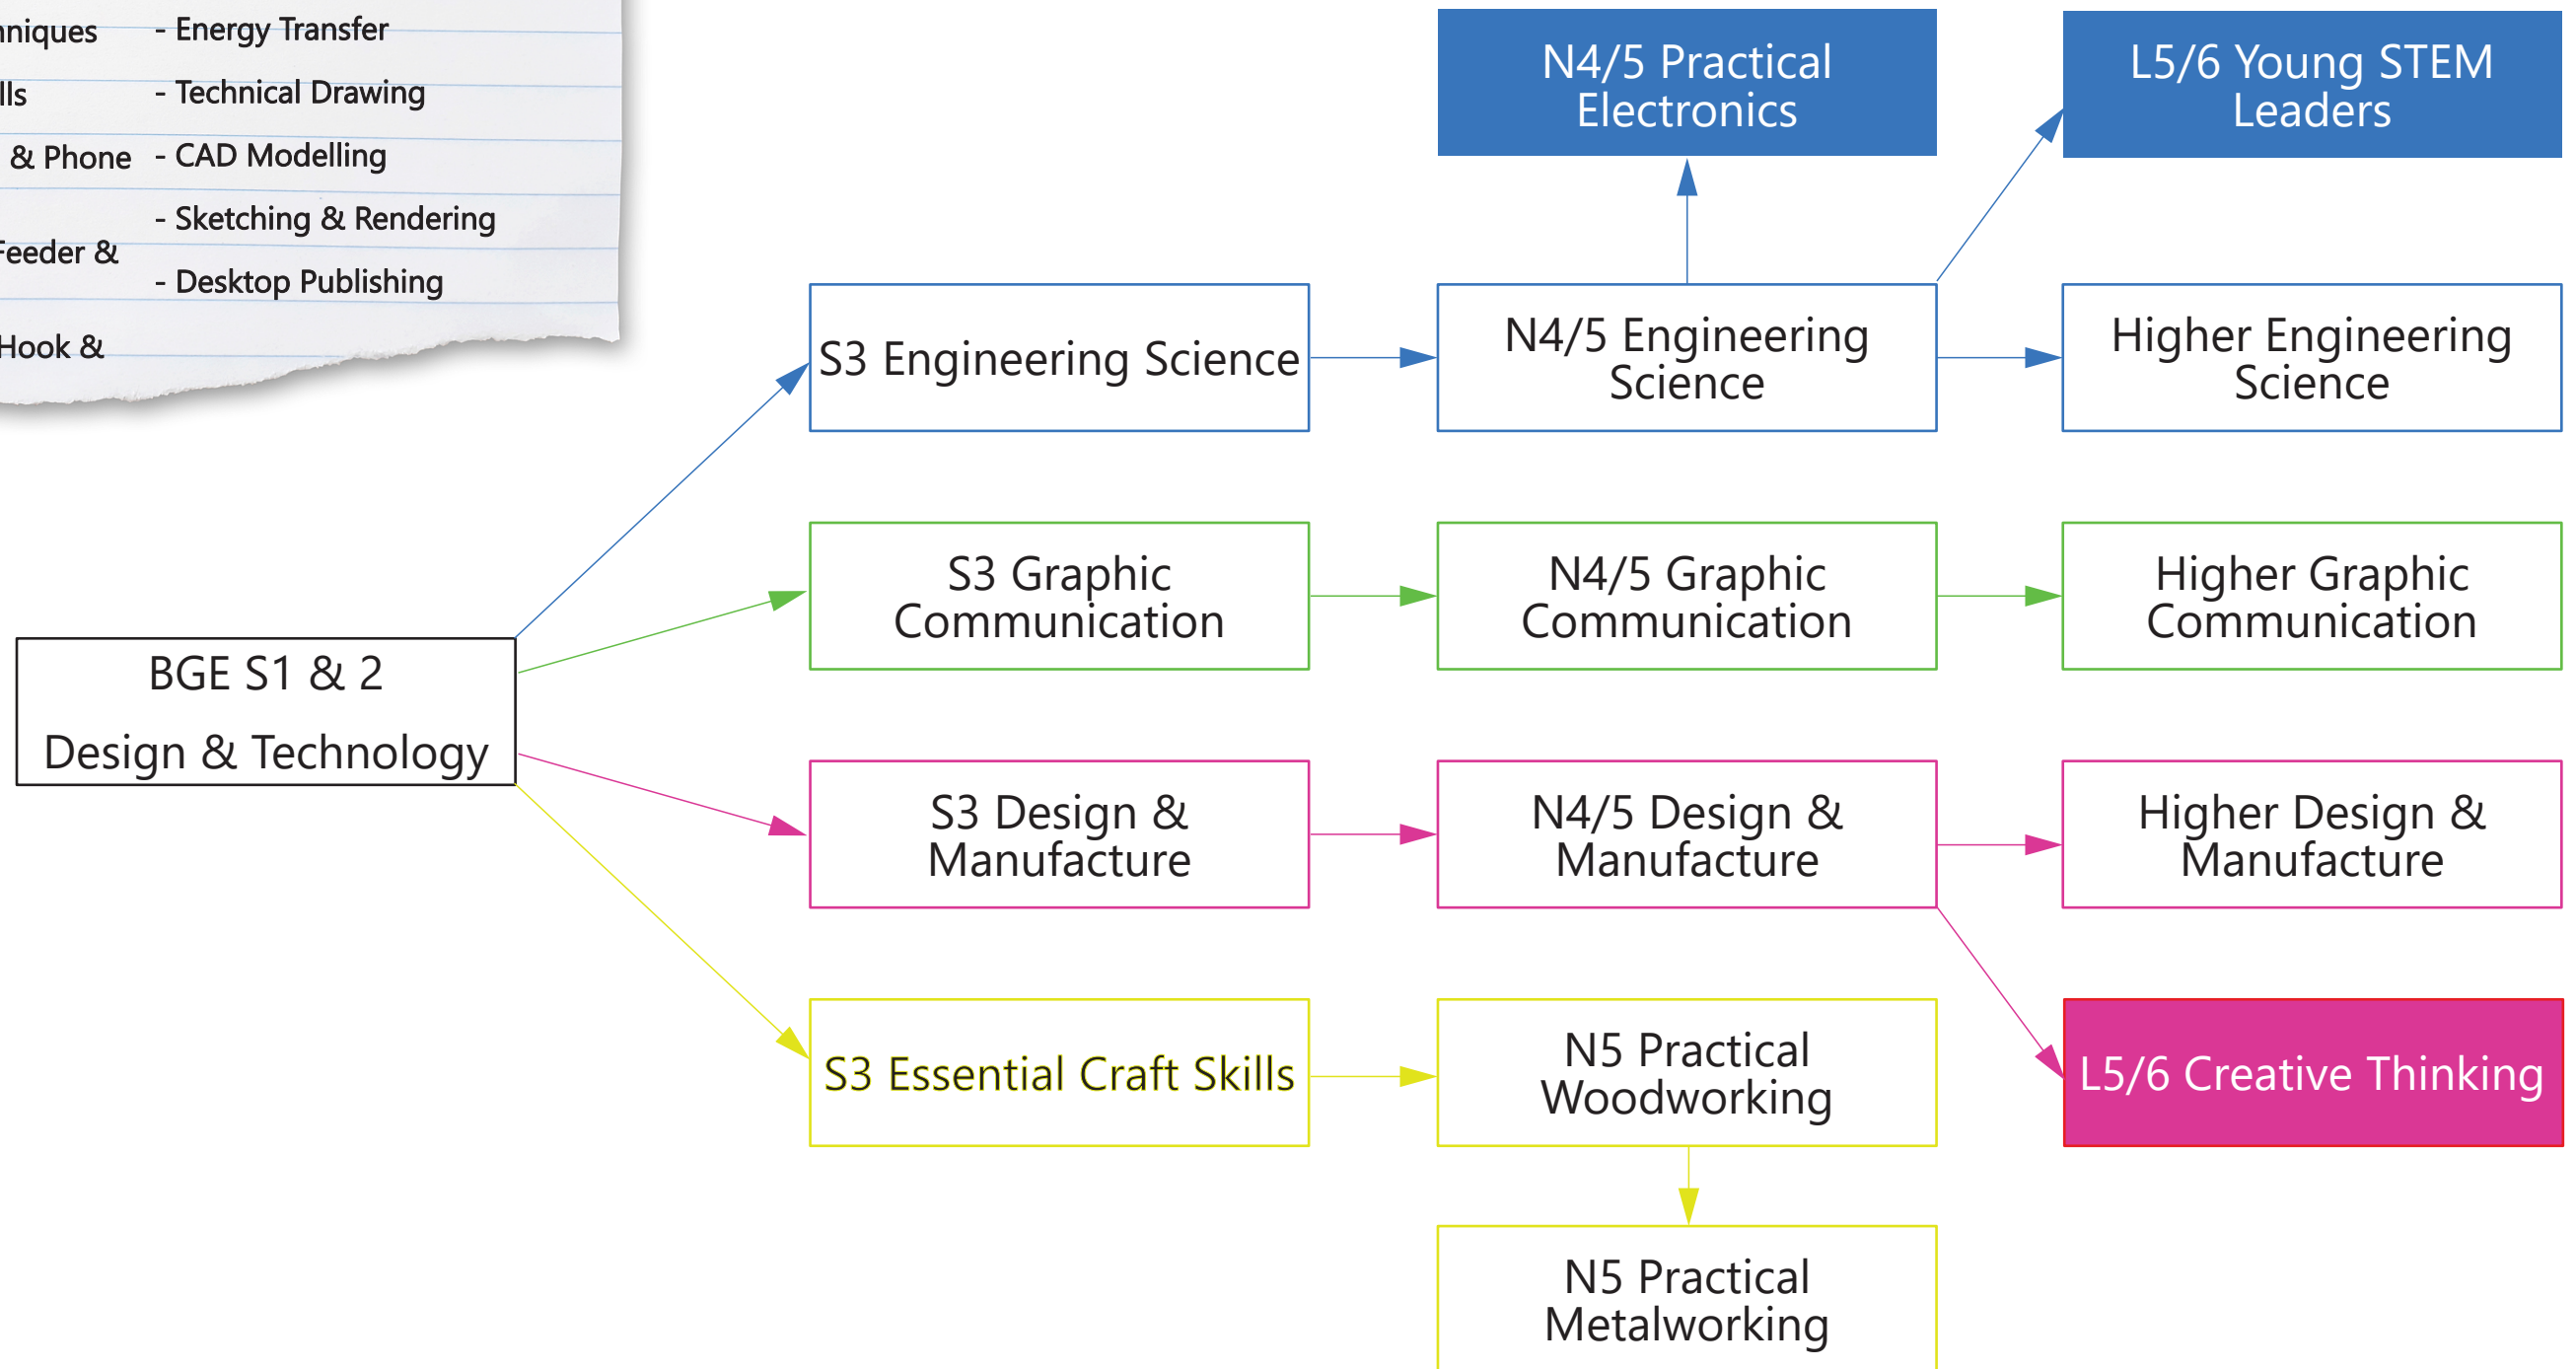 - Energy Transfer
- Technical Drawing
& Phone
- CAD Modelling
- Sketching & Rendering
Feeder &
- Desktop Publishing
Hook &
N4/5 Practical
Electronics
L5/6 Young STEM
Leaders
S3 Engineering Science
N4/5 Engineering
Science
Higher Engineering
Science
S3 Graphic
Communication
N4/5 Graphic
Communication
Higher Graphic
Communication
BGE S1 & 2
Design & Technology
S3 Design &
Manufacture
N4/5 Design &
Manufacture
Higher Design &
Manufacture
S3 Essential Craft Skills
N5 Practical
Woodworking
L5/6 Creative Thinking
N5 Practical
Metalworking